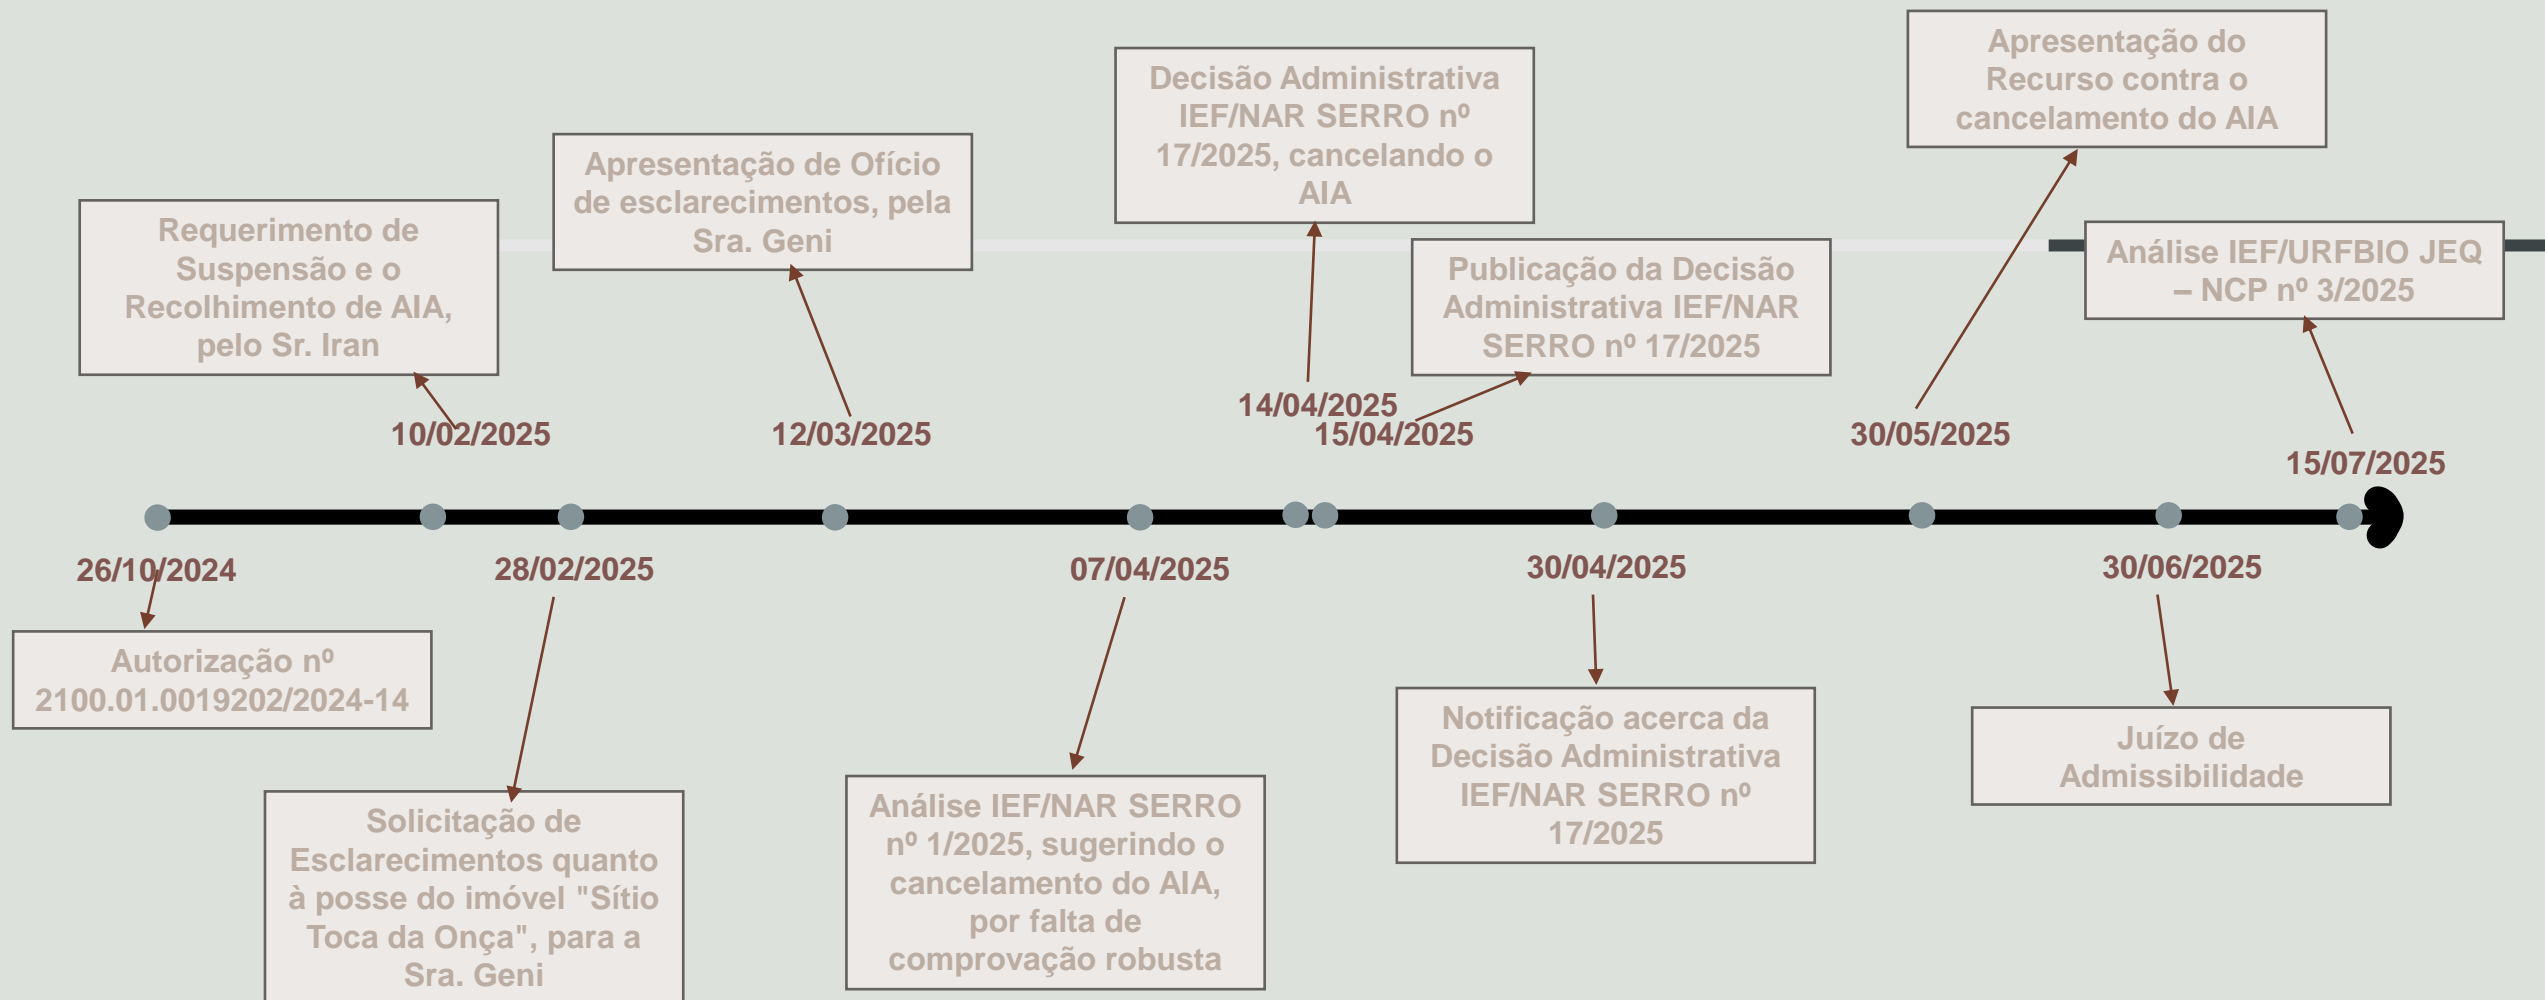 Requerimento de
Suspensão e o
Recolhimento de AIA,
pelo Sr. Iran
Apresentação de Ofício
de esclarecimentos, pela
Sra. Geni
Decisão Administrativa
IEF/NAR SERRO nº
17/2025, cancelando o
AIA
Publicação da Decisão
Administrativa IEF/NAR
SERRO nº 17/2025
Apresentação do
Recurso contra o
cancelamento do AIA
Análise IEF/URFBIO JEQ
– NCP nº 3/2025
10/02/2025
12/03/2025
14/04/2025
15/04/2025
30/05/2025
15/07/2025
26/10/2024
28/02/2025
07/04/2025
30/04/2025
30/06/2025
Autorização nº
2100.01.0019202/2024-14
Solicitação de
Esclarecimentos quanto
à posse do imóvel "Sítio
Toca da Onça", para a
Sra. Geni
Análise IEF/NAR SERRO
nº 1/2025, sugerindo o
cancelamento do AIA,
por falta de
comprovação robusta
Notificação acerca da
Decisão Administrativa
IEF/NAR SERRO nº
17/2025
Juízo de
Admissibilidade